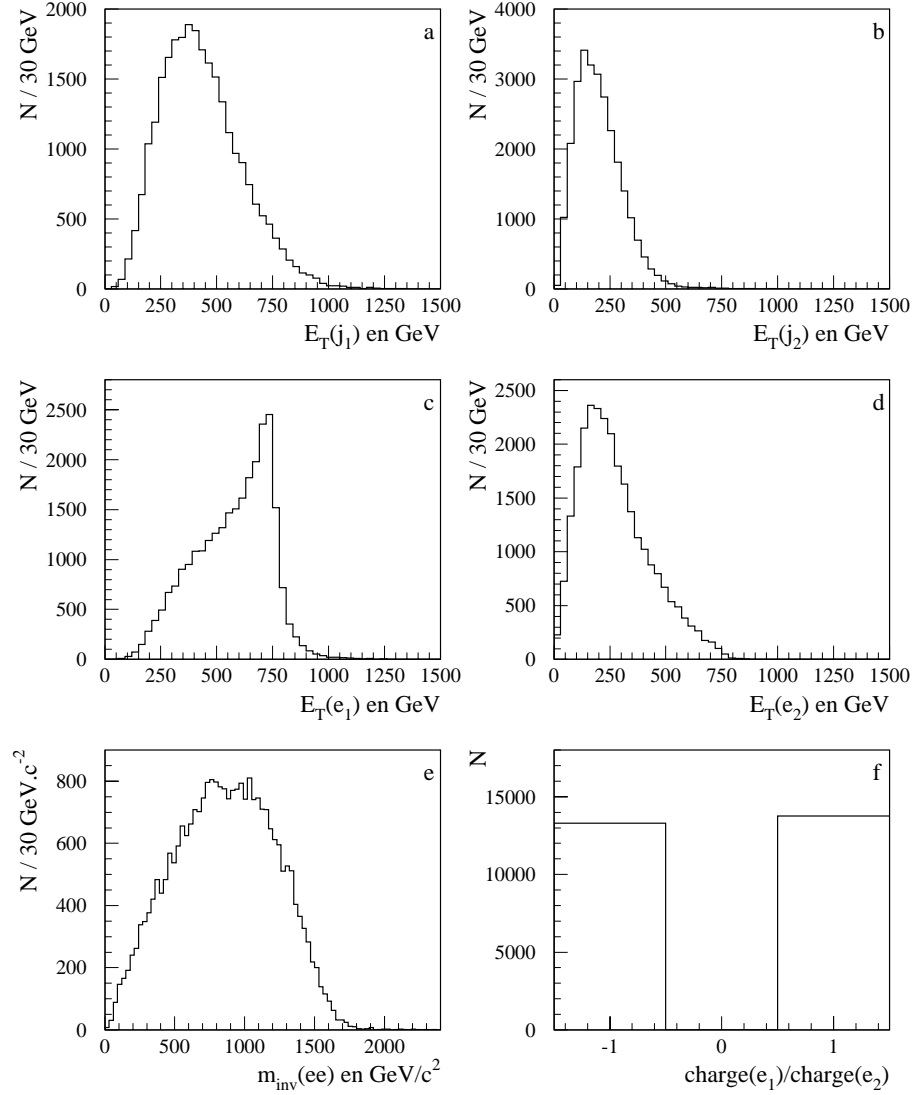 N / 30 GeV
a
2000
1500
1000
500
0
0 250 500 750 1000 1250 1500
E_T(j_1) en GeV
N / 30 GeV
b
4000
3000
2000
1000
0
0 250 500 750 1000 1250 1500
E_T(j_2) en GeV
N / 30 GeV
c
2500
2000
1500
1000
500
0
0 250 500 750 1000 1250 1500
E_T(e_1) en GeV
N / 30 GeV
d
2500
2000
1500
1000
500
0
0 250 500 750 1000 1250 1500
E_T(e_2) en GeV
N / 30 GeV.c^-2
e
800
600
400
200
0
0 1000 2000
m_inv(ee) en GeV/c^2
N
f
15000
10000
5000
0
-1 0 1
charge(e_1)/charge(e_2)